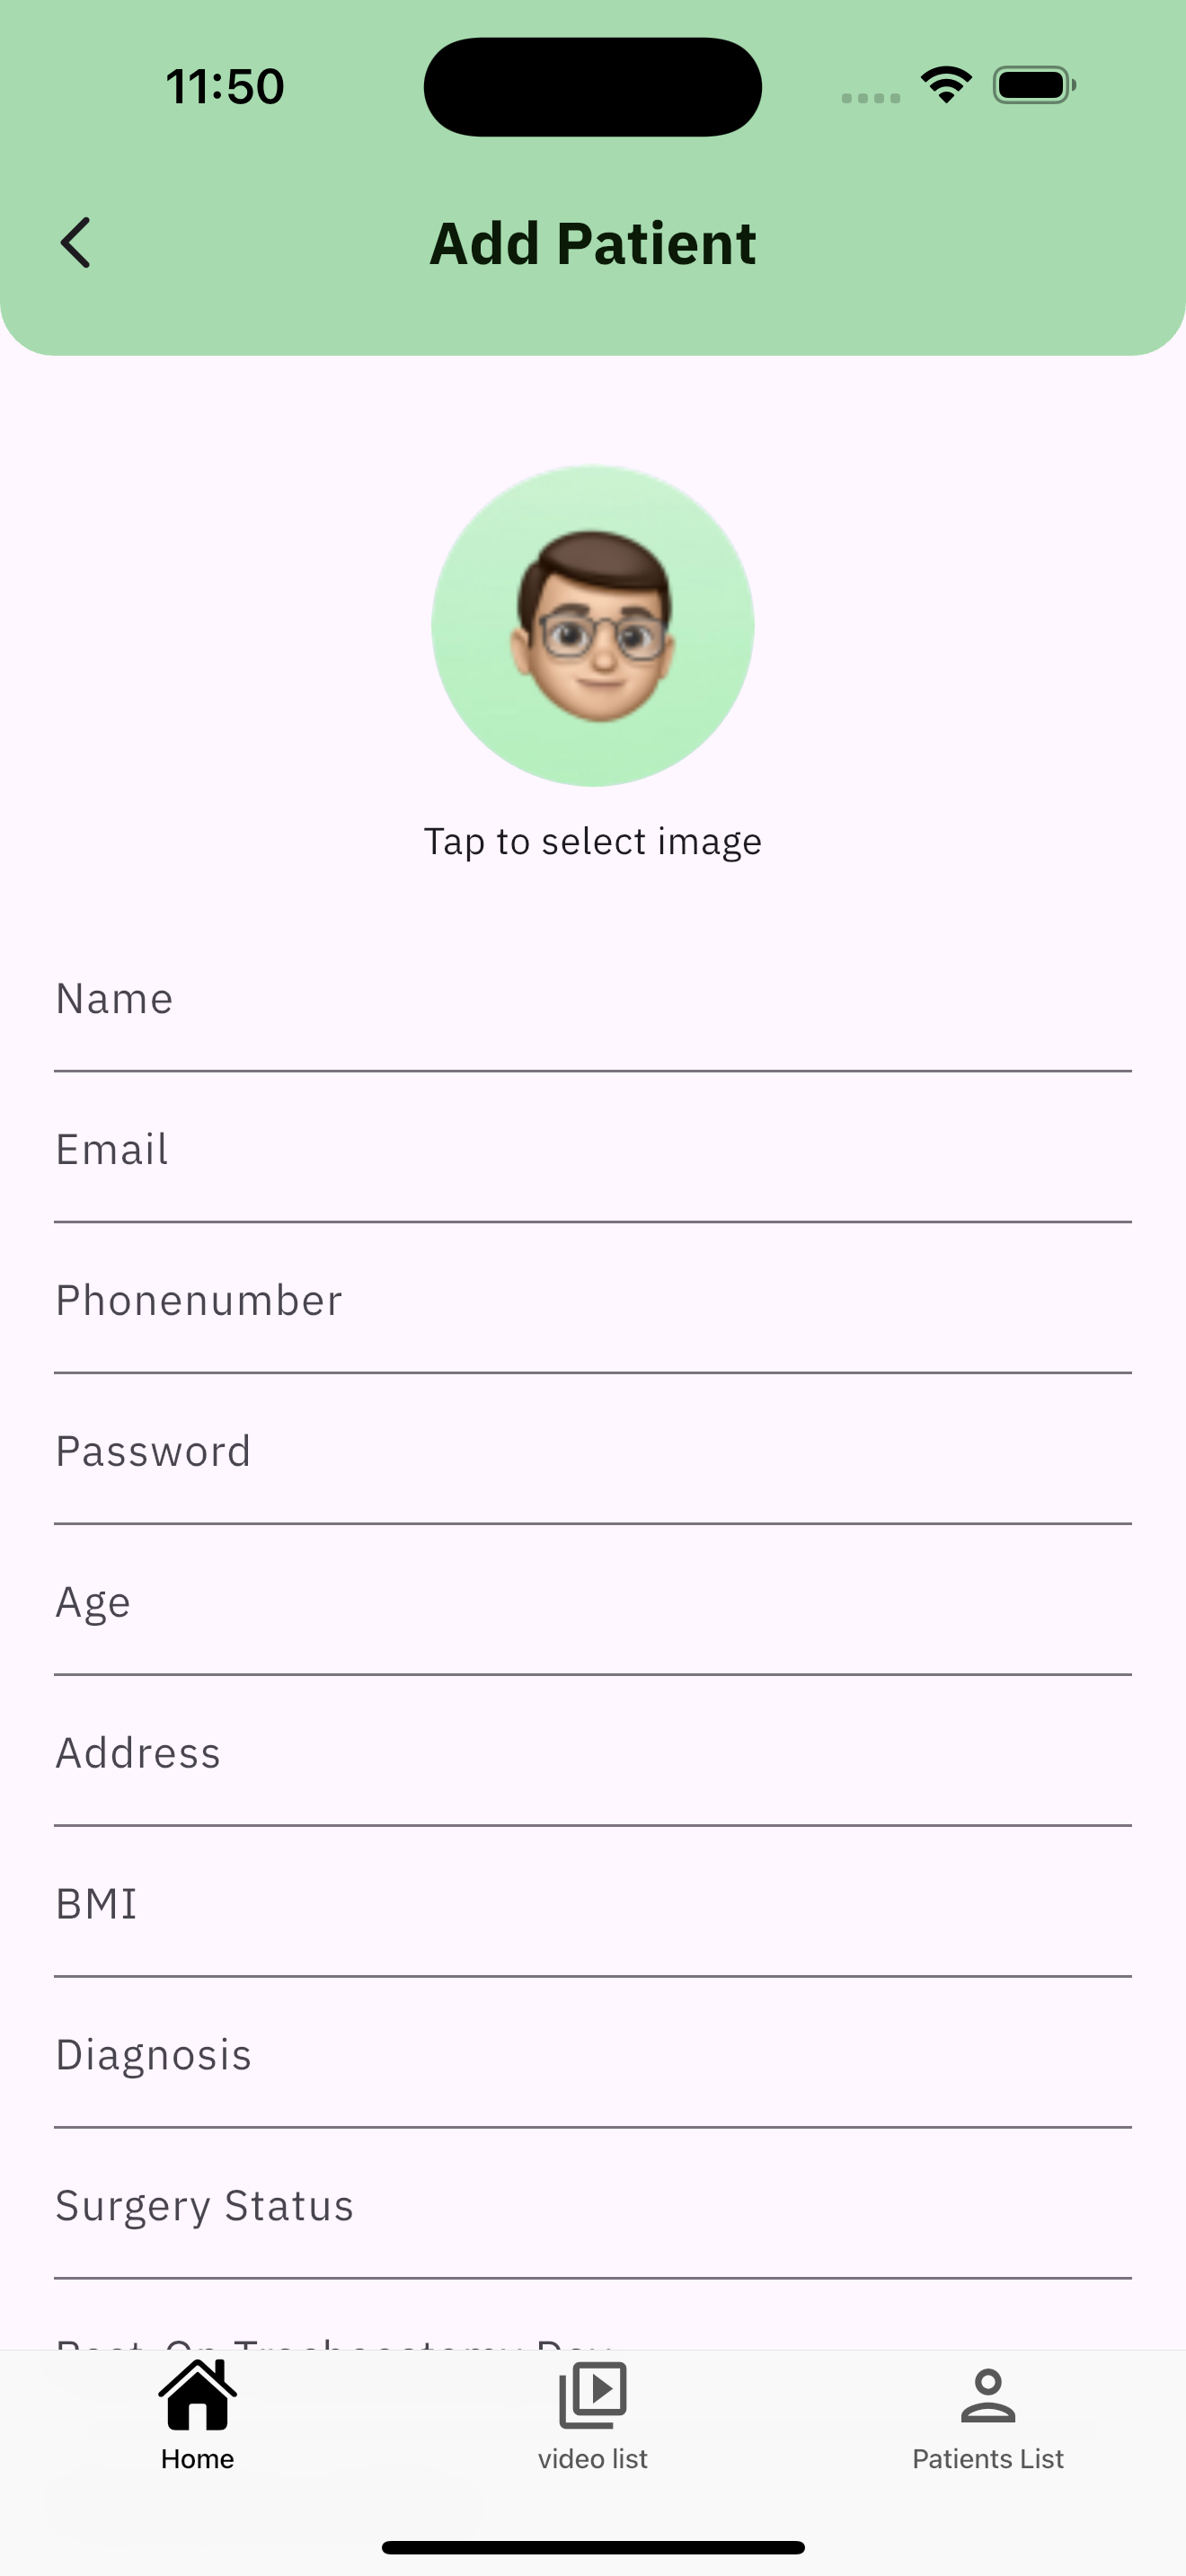 11:50
Add Patient
Tap to select image
Name
Email
Phonenumber
Password
Age
Address
BMI
Diagnosis
Surgery Status
Home
video list
Patients List